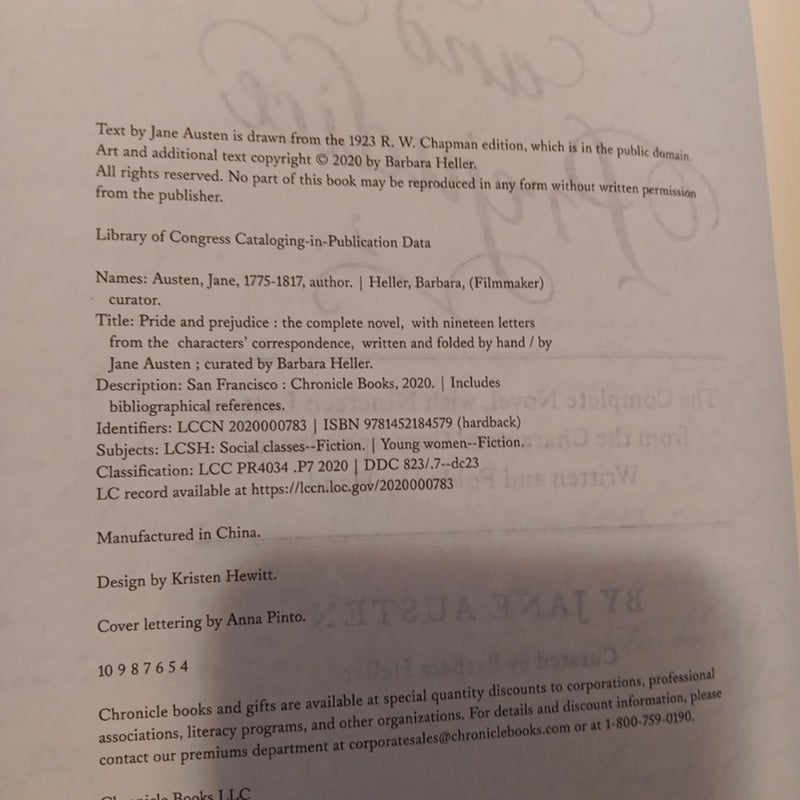 Text by Jane Austen is drawn from the 1923 R. W. Chapman edition, which is in the public domain.
Art and additional text copyright © 2020 by Barbara Heller.
All rights reserved. No part of this book may be reproduced in any form without written permission
from the publisher.
Library of Congress Cataloging-in-Publication Data
Names: Austen, Jane, 1775-1817, author. | Heller, Barbara, (Filmmaker)
curator.
Title: Pride and prejudice : the complete novel, with nineteen letters
from the characters' correspondence, written and folded by hand / by
Jane Austen ; curated by Barbara Heller.
Description: San Francisco : Chronicle Books, 2020. | Includes
bibliographical references.
Identifiers: LCCN 2020000783 | ISBN 9781452184579 (hardback)
Subjects: LCSH: Social classes--Fiction. | Young women--Fiction.
Classification: LCC PR4034 .P7 2020 | DDC 823/.7--dc23
LC record available at https://lccn.loc.gov/2020000783
Manufactured in China.
Design by Kristen Hewitt.
Cover lettering by Anna Pinto.
10 9 8 7 6 5 4
Chronicle books and gifts are available at special quantity discounts to corporations, professional
associations, literacy programs, and other organizations. For details and discount information, please
contact our premiums department at corporatesales@chroniclebooks.com or at 1-800-759-0190.
Chronicle Books LLC